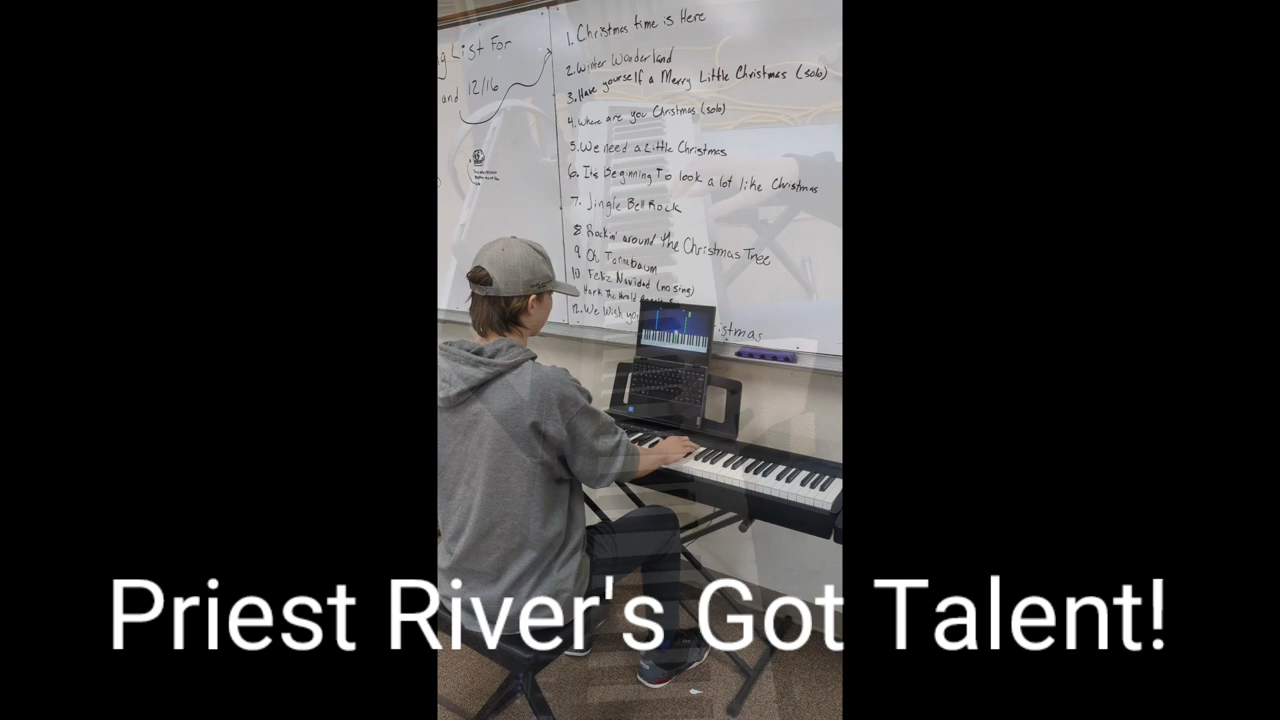 g List For
and 12/16
1. Christmas time is Here
2. Winter Wonderland
3. Have yourself a Merry Little Christmas (solo)
4. Where are you Christmas (solo)
5. We need a Little Christmas
6. It's Beginning To look a lot like Christmas
7. Jingle Bell Rock
8 Rockin' around the Christmas Tree
9 Oh Tannebaum
10 Feliz Navidad (no sing)
Hark The Herald
12. We Wish yo istmas
Priest River's Got Talent!